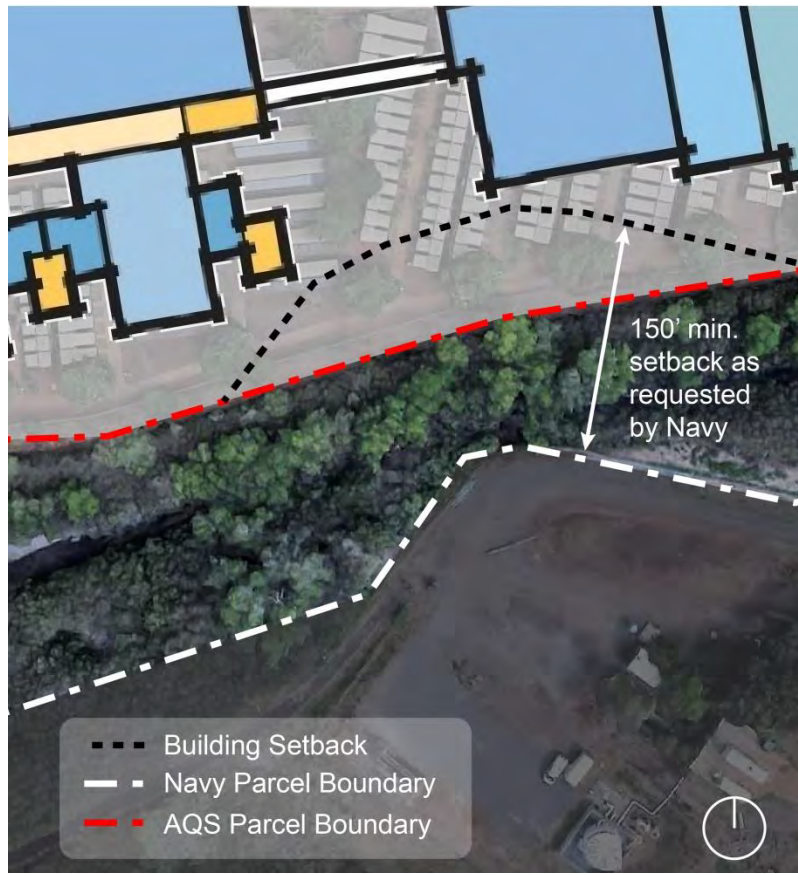 150’ min.
setback as
requested
by Navy
Building Setback
Navy Parcel Boundary
AQS Parcel Boundary